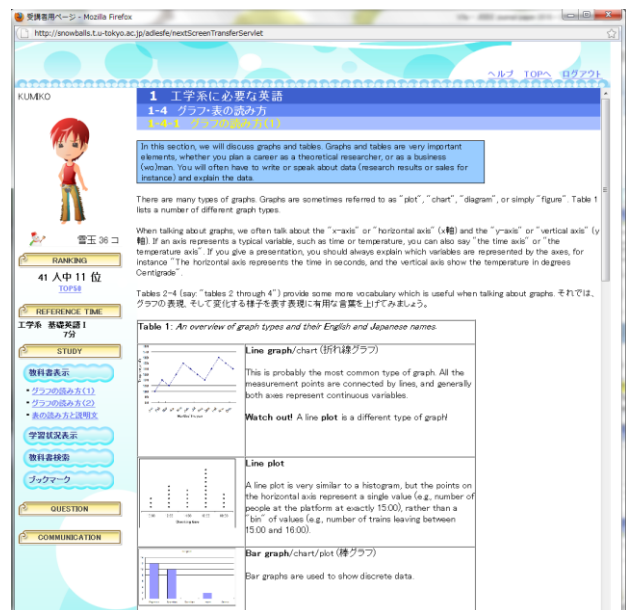 受講者用ページ - Mozilla Firefox
http://snowballs.t.u-tokyo.ac.jp/adlesfe/nextScreenTransferServlet
ヘルプ TOPへ ログアウト
KUMIKO
雪玉 36 コ
RANKING
41 人中 11 位
TOP50
REFERENCE TIME
工学系 基礎英語 I
7分
STUDY
教科書表示
・グラフの読み方(1)
・グラフの読み方(2)
・表の読み方と説明文
学習状況表示
教科書検索
ブックマーク
QUESTION
COMMUNICATION
1 工学系に必要な英語
1-4 グラフ・表の読み方
1-4-1 グラフの読み方(1)
In this section, we will discuss graphs and tables. Graphs and tables are very important
elements, whether you plan a career as a theoretical researcher, or as a business
(wo)man. You will often have to write or speak about data (research results or sales for
instance) and explain the data.
There are many types of graphs. Graphs are sometimes referred to as "plot", "chart", "diagram", or simply "figure". Table 1
lists a number of different graph types.
When talking about graphs, we often talk about the "x-axis" or "horizontal axis" (x軸) and the "y-axis" or "vertical axis" (y
軸). If an axis represents a typical variable, such as time or temperature, you can also say "the time axis" or "the
temperature axis". If you give a presentation, you should always explain which variables are represented by the axes, for
instance "The horizontal axis represents the time in seconds, and the vertical axis show the temperature in degrees
Centigrade".
Tables 2-4 (say: "tables 2 through 4") provide some more vocabulary which is useful when talking about graphs. それでは、
グラフの表現、そして変化する様子を表す表現に有用な言葉を上げてみましょう。
Table 1: An overview of graph types and their English and Japanese names.
Line graph/chart (折れ線グラフ)
This is probably the most common type of graph. All the
measurement points are connected by lines, and generally
both axes represent continuous variables.
Watch out! A line plot is a different type of graph!
Line plot
A line plot is very similar to a histogram, but the points on
the horizontal axis represent a single value (e.g., number of
people at the platform at exactly 15:00), rather than a
"bin" of values (e.g., number of trains leaving between
15:00 and 16:00).
Bar graph/chart/plot (棒グラフ)
Bar graphs are used to show discrete data.